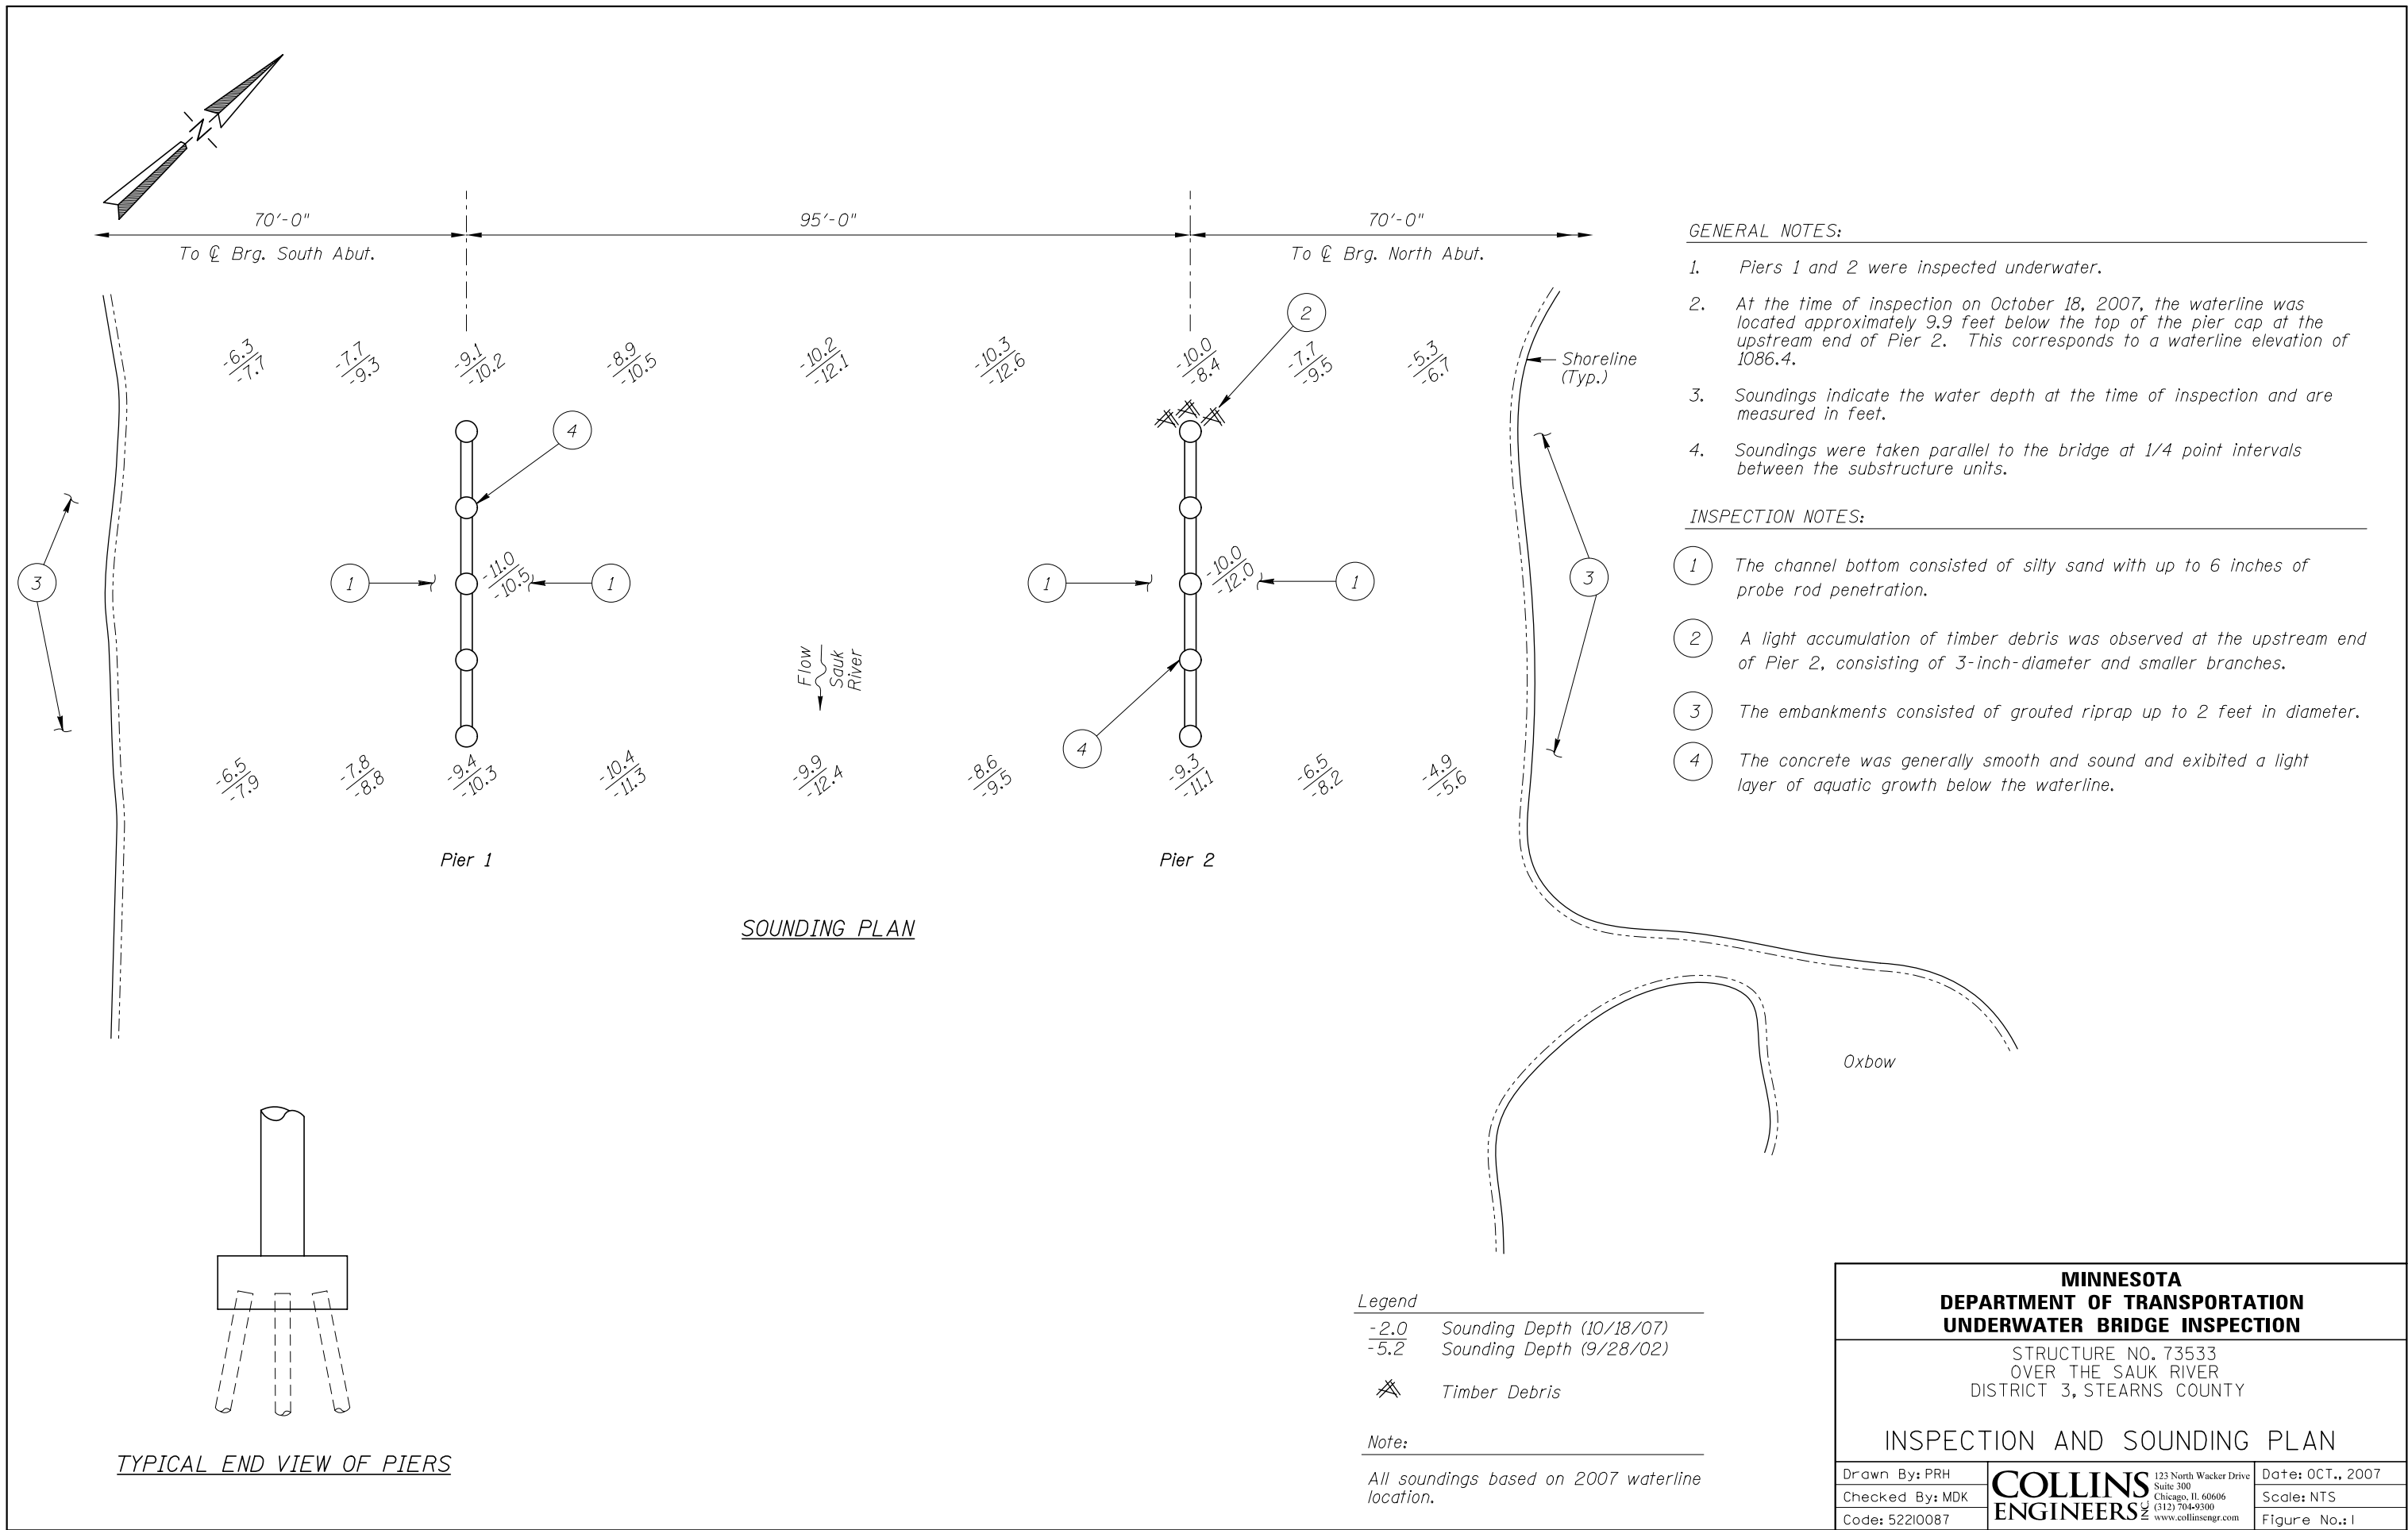 N
70'-0"
95'-0"
70'-0"
To ℄ Brg. South Abut.
To ℄ Brg. North Abut.
2
-6.3
-7.7
-7.7
-9.3
-9.1
-10.2
-8.9
-10.5
-10.2
-12.1
-10.3
-12.6
-10.0
-8.4
-7.7
-9.5
-5.3
-6.7
Shoreline
(Typ.)
4
3
1
-11.0
-10.5
1
1
-10.0
-12.0
1
3
Flow
Sauk
River
4
-6.5
-7.9
-7.8
-8.8
-9.4
-10.3
-10.4
-11.3
-9.9
-12.4
-8.6
-9.5
-9.3
-11.1
-6.5
-8.2
-4.9
-5.6
Pier 1
Pier 2
SOUNDING PLAN
Oxbow
TYPICAL END VIEW OF PIERS
GENERAL NOTES:
1. Piers 1 and 2 were inspected underwater.
2. At the time of inspection on October 18, 2007, the waterline was
located approximately 9.9 feet below the top of the pier cap at the
upstream end of Pier 2. This corresponds to a waterline elevation of
1086.4.
3. Soundings indicate the water depth at the time of inspection and are
measured in feet.
4. Soundings were taken parallel to the bridge at 1/4 point intervals
between the substructure units.
INSPECTION NOTES:
1 The channel bottom consisted of silty sand with up to 6 inches of
probe rod penetration.
2 A light accumulation of timber debris was observed at the upstream end
of Pier 2, consisting of 3-inch-diameter and smaller branches.
3 The embankments consisted of grouted riprap up to 2 feet in diameter.
4 The concrete was generally smooth and sound and exibited a light
layer of aquatic growth below the waterline.
Legend
-2.0 Sounding Depth (10/18/07)
-5.2 Sounding Depth (9/28/02)
Timber Debris
Note:
All soundings based on 2007 waterline
location.
MINNESOTA
DEPARTMENT OF TRANSPORTATION
UNDERWATER BRIDGE INSPECTION
STRUCTURE NO. 73533
OVER THE SAUK RIVER
DISTRICT 3, STEARNS COUNTY
INSPECTION AND SOUNDING PLAN
Drawn By: PRH
Checked By: MDK
Code: 52210087
COLLINS
ENGINEERS INC.
123 North Wacker Drive
Suite 300
Chicago, Il. 60606
(312) 704-9300
www.collinsengr.com
Date: OCT., 2007
Scale: NTS
Figure No.: 1